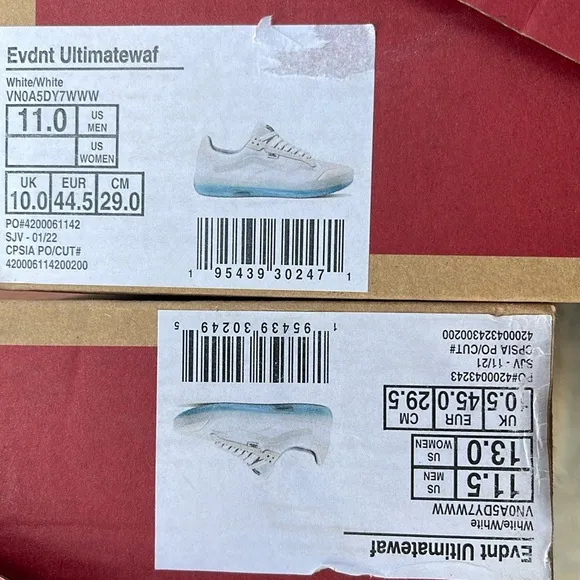 Evdnt Ultimatewaf
White/White
VN0A5DY7WWW
11.0 US MEN
US WOMEN
UK EUR CM
10.0 44.5 29.0
PO#4200061142
SJV - 01/22
CPSIA PO/CUT#
420006114200200
1 95439 30247 1
Evdnt Ultimatewaf
White/White
VN0A5DY7WWW
11.5 US MEN
13.0 US WOMEN
UK EUR CM
0.5 45.0 29.5
PO#4200043243
SJV - 11/21
CPSIA PO/CUT#
420004324300200
1 95439 30249 5